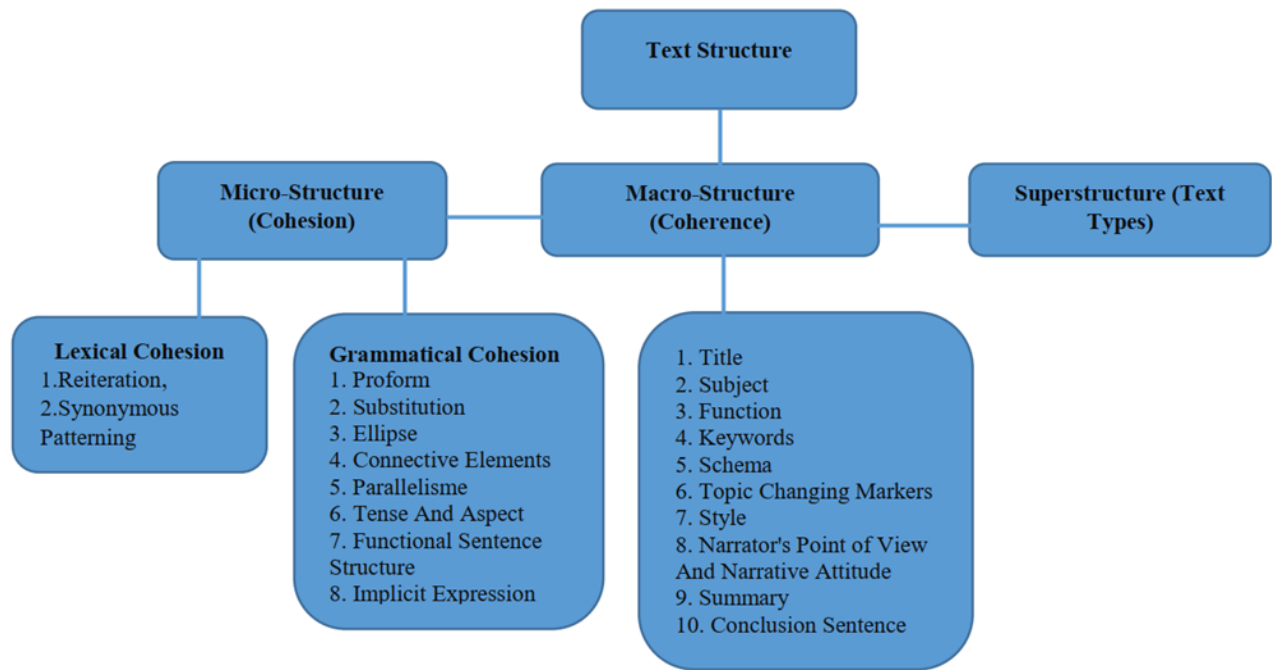 Text Structure
Micro-Structure
(Cohesion)
Macro-Structure
(Coherence)
Superstructure (Text
Types)
Lexical Cohesion
1.Reiteration,
2.Synonymous
Patterning
Grammatical Cohesion
1. Proform
2. Substitution
3. Ellipse
4. Connective Elements
5. Parallelisme
6. Tense And Aspect
7. Functional Sentence
Structure
8. Implicit Expression
1. Title
2. Subject
3. Function
4. Keywords
5. Schema
6. Topic Changing Markers
7. Style
8. Narrator's Point of View
And Narrative Attitude
9. Summary
10. Conclusion Sentence